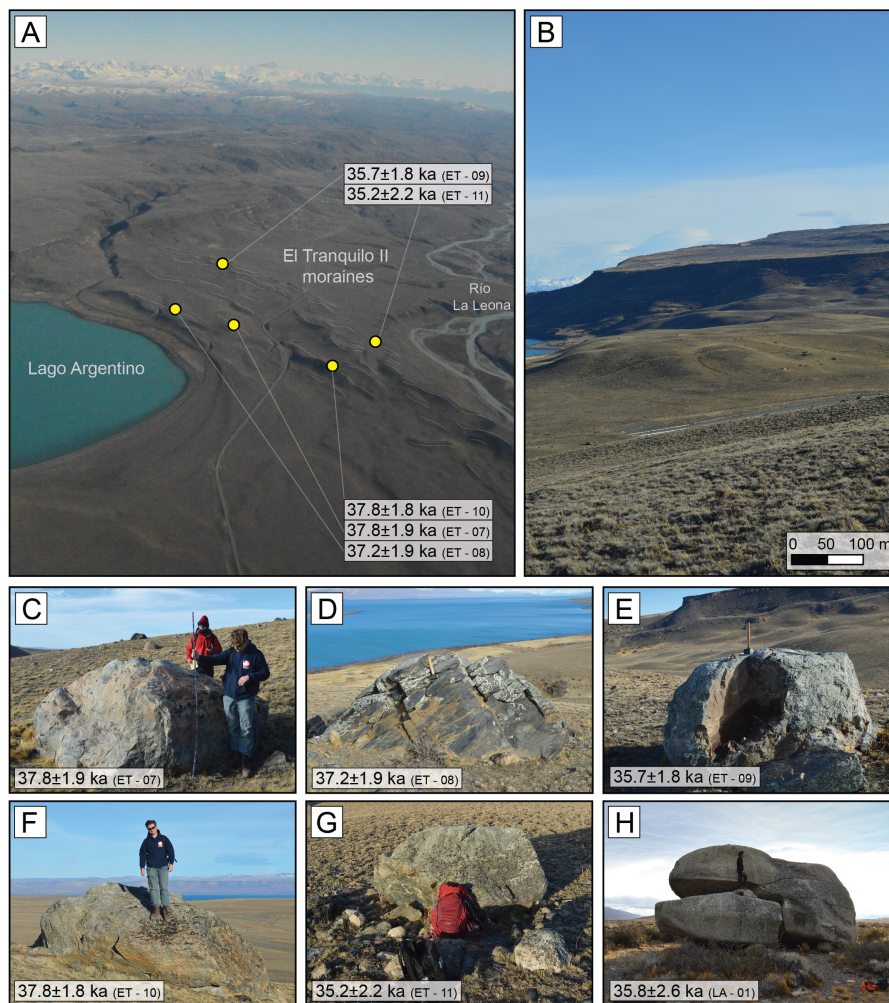 A
35.7±1.8 ka (ET - 09)
35.2±2.2 ka (ET - 11)
El Tranquilo II
moraines
Río
La Leona
Lago Argentino
37.8±1.8 ka (ET - 10)
37.8±1.9 ka (ET - 07)
37.2±1.9 ka (ET - 08)
B
0 50 100 m
C
37.8±1.9 ka (ET - 07)
D
37.2±1.9 ka (ET - 08)
E
35.7±1.8 ka (ET - 09)
F
37.8±1.8 ka (ET - 10)
G
35.2±2.2 ka (ET - 11)
H
35.8±2.6 ka (LA - 01)